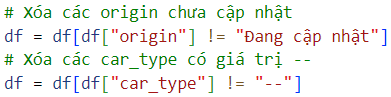 # Xóa các origin chưa cập nhật
df = df[df["origin"] != "Đang cập nhật"]
# Xóa các car_type có giá trị --
df = df[df["car_type"] != "--"]